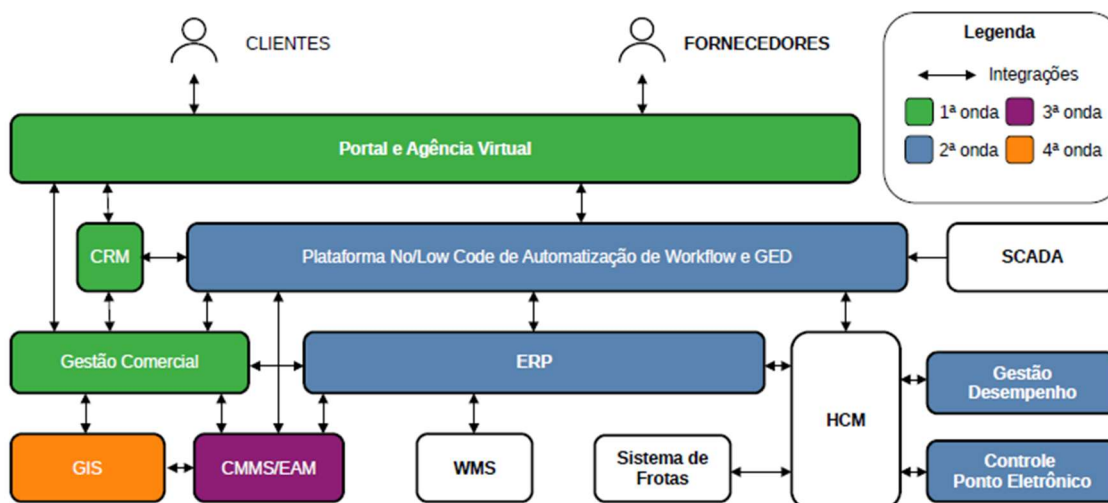 CLIENTES
FORNECEDORES
Legenda
Integrações
1ª onda
3ª onda
2ª onda
4ª onda
Portal e Agência Virtual
CRM
Plataforma No/Low Code de Automatização de Workflow e GED
SCADA
Gestão Comercial
ERP
HCM
Gestão
Desempenho
GIS
CMMS/EAM
WMS
Sistema de
Frotas
Controle
Ponto Eletrônico